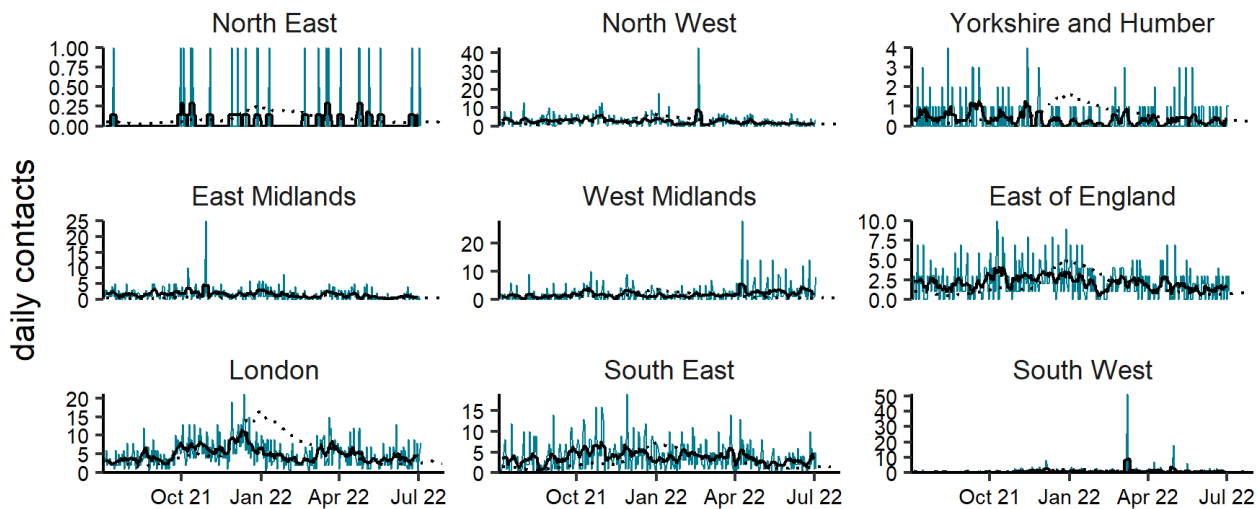 North East North West Yorkshire and Humber
1.00 40 4
0.75 30 3
0.50 20 2
0.25 10 1
0.00 0 0
East Midlands West Midlands East of England
25 20 10.0
20 10 7.5
15 0 5.0
10 2.5
5 0.0
0
daily contacts
London South East South West
20 15 50
15 10 40
10 5 30
5 0 20
0 10
0
Oct 21 Jan 22 Apr 22 Jul 22 Oct 21 Jan 22 Apr 22 Jul 22 Oct 21 Jan 22 Apr 22 Jul 22